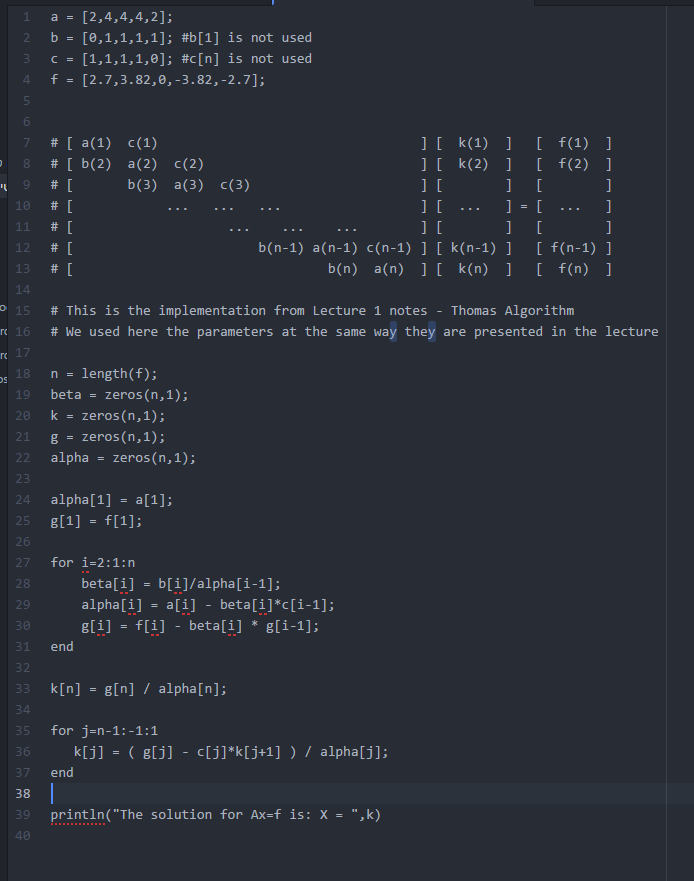 1 a = [2,4,4,4,2];
2 b = [0,1,1,1,1]; #b[1] is not used
3 c = [1,1,1,1,0]; #c[n] is not used
4 f = [2.7,3.82,0,-3.82,-2.7];
5
6
7 # [ a(1)  c(1)                                  ] [  k(1)  ]   [  f(1)  ]
8 # [ b(2)  a(2)  c(2)                            ] [  k(2)  ]   [  f(2)  ]
9 # [       b(3)  a(3)  c(3)                      ] [        ]   [        ]
10 # [            ...   ...   ...                  ] [  ...   ] = [  ...   ]
11 # [                    ...    ...    ...        ] [        ]   [        ]
12 # [                        b(n-1) a(n-1) c(n-1) ] [ k(n-1) ]   [ f(n-1) ]
13 # [                                 b(n)  a(n)  ] [  k(n)  ]   [  f(n)  ]
14
15 # This is the implementation from Lecture 1 notes - Thomas Algorithm
16 # We used here the parameters at the same way they are presented in the lecture
17
18 n = length(f);
19 beta = zeros(n,1);
20 k = zeros(n,1);
21 g = zeros(n,1);
22 alpha = zeros(n,1);
23
24 alpha[1] = a[1];
25 g[1] = f[1];
26
27 for i=2:1:n
28     beta[i] = b[i]/alpha[i-1];
29     alpha[i] = a[i] - beta[i]*c[i-1];
30     g[i] = f[i] - beta[i] * g[i-1];
31 end
32
33 k[n] = g[n] / alpha[n];
34
35 for j=n-1:-1:1
36    k[j] = ( g[j] - c[j]*k[j+1] ) / alpha[j];
37 end
38
39 println("The solution for Ax=f is: X = ",k)
40